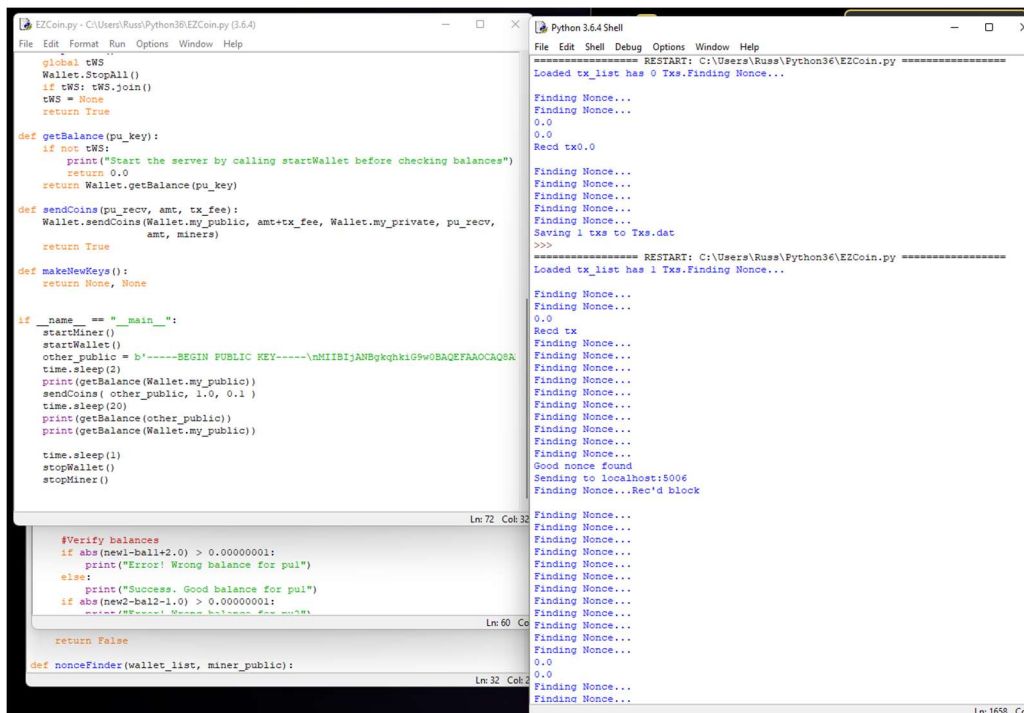 EZCoin.py - C:\Users\Russ\Python36\EZCoin.py (3.6.4)
File Edit Format Run Options Window Help
global tWS
Wallet.StopAll()
if tWS: tWS.join()
tWS = None
return True
def getBalance(pu_key):
if not tWS:
print("Start the server by calling startWallet before checking balances")
return 0.0
return Wallet.getBalance(pu_key)
def sendCoins(pu_recv, amt, tx_fee):
Wallet.sendCoins(Wallet.my_public, amt+tx_fee, Wallet.my_private, pu_recv,
amt, miners)
return True
def makeNewKeys():
return None, None
if __name__ == "__main__":
startMiner()
startWallet()
other_public = b'-----BEGIN PUBLIC KEY-----\nMIIBIjANBgkqhkiG9w0BAQEFAAOCAQ8A
time.sleep(2)
print(getBalance(Wallet.my_public))
sendCoins( other_public, 1.0, 0.1 )
time.sleep(20)
print(getBalance(other_public))
print(getBalance(Wallet.my_public))
time.sleep(1)
stopWallet()
stopMiner()
Ln: 72 Col: 32
#Verify balances
if abs(new1-bal1+2.0) > 0.00000001:
print("Error! Wrong balance for pu1")
else:
print("Success. Good balance for pu1")
if abs(new2-bal2-1.0) > 0.00000001:
print("Error! Wrong balance for pu2")
Ln: 60 Co
return False
def nonceFinder(wallet_list, miner_public):
Ln: 32 Col: 2
Python 3.6.4 Shell
File Edit Shell Debug Options Window Help
================= RESTART: C:\Users\Russ\Python36\EZCoin.py =================
Loaded tx_list has 0 Txs.Finding Nonce...
Finding Nonce...
Finding Nonce...
0.0
0.0
Recd tx0.0
Finding Nonce...
Finding Nonce...
Finding Nonce...
Finding Nonce...
Finding Nonce...
Saving 1 txs to Txs.dat
>>>
================= RESTART: C:\Users\Russ\Python36\EZCoin.py =================
Loaded tx_list has 1 Txs.Finding Nonce...
Finding Nonce...
Finding Nonce...
0.0
Recd tx
Finding Nonce...
Finding Nonce...
Finding Nonce...
Finding Nonce...
Finding Nonce...
Finding Nonce...
Finding Nonce...
Finding Nonce...
Finding Nonce...
Finding Nonce...
Good nonce found
Sending to localhost:5006
Finding Nonce...Rec'd block
Finding Nonce...
Finding Nonce...
Finding Nonce...
Finding Nonce...
Finding Nonce...
Finding Nonce...
Finding Nonce...
Finding Nonce...
Finding Nonce...
Finding Nonce...
Finding Nonce...
Finding Nonce...
0.0
0.0
Finding Nonce...
Finding Nonce...
Ln: 1658 Co